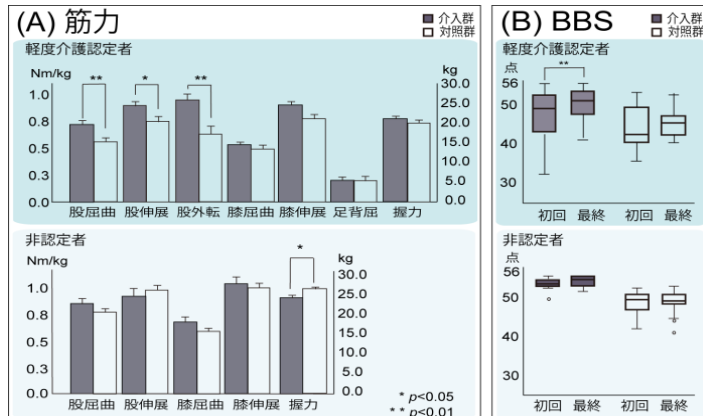 (A) 筋力
介入群
対照群
軽度介護認定者
Nm/kg
kg
1.0
0.8
0.5
0.3
0.0
**
*
**
30.0
25.0
20.0
15.0
10.0
5.0
0.0
股屈曲 股伸展 股外転 膝屈曲 膝伸展 足背屈 握力
非認定者
Nm/kg
kg
1.0
0.8
0.5
0.3
0.0
*
30.0
25.0
20.0
15.0
10.0
5.0
0.0
股屈曲 股伸展 膝屈曲 膝伸展 握力
* p<0.05
** p<0.01
(B) BBS
介入群
対照群
軽度介護認定者
点
56
50
40
30
**
初回 最終 初回 最終
非認定者
点
56
50
40
30
初回 最終 初回 最終